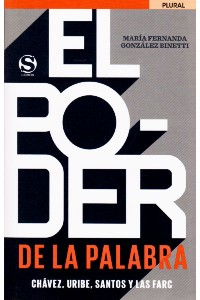 PLURAL
EL
MARÍA FERNANDA
GONZÁLEZ BINETTI
S
PO-
DER
DE LA PALABRA
CHÁVEZ, URIBE, SANTOS Y LAS FARC